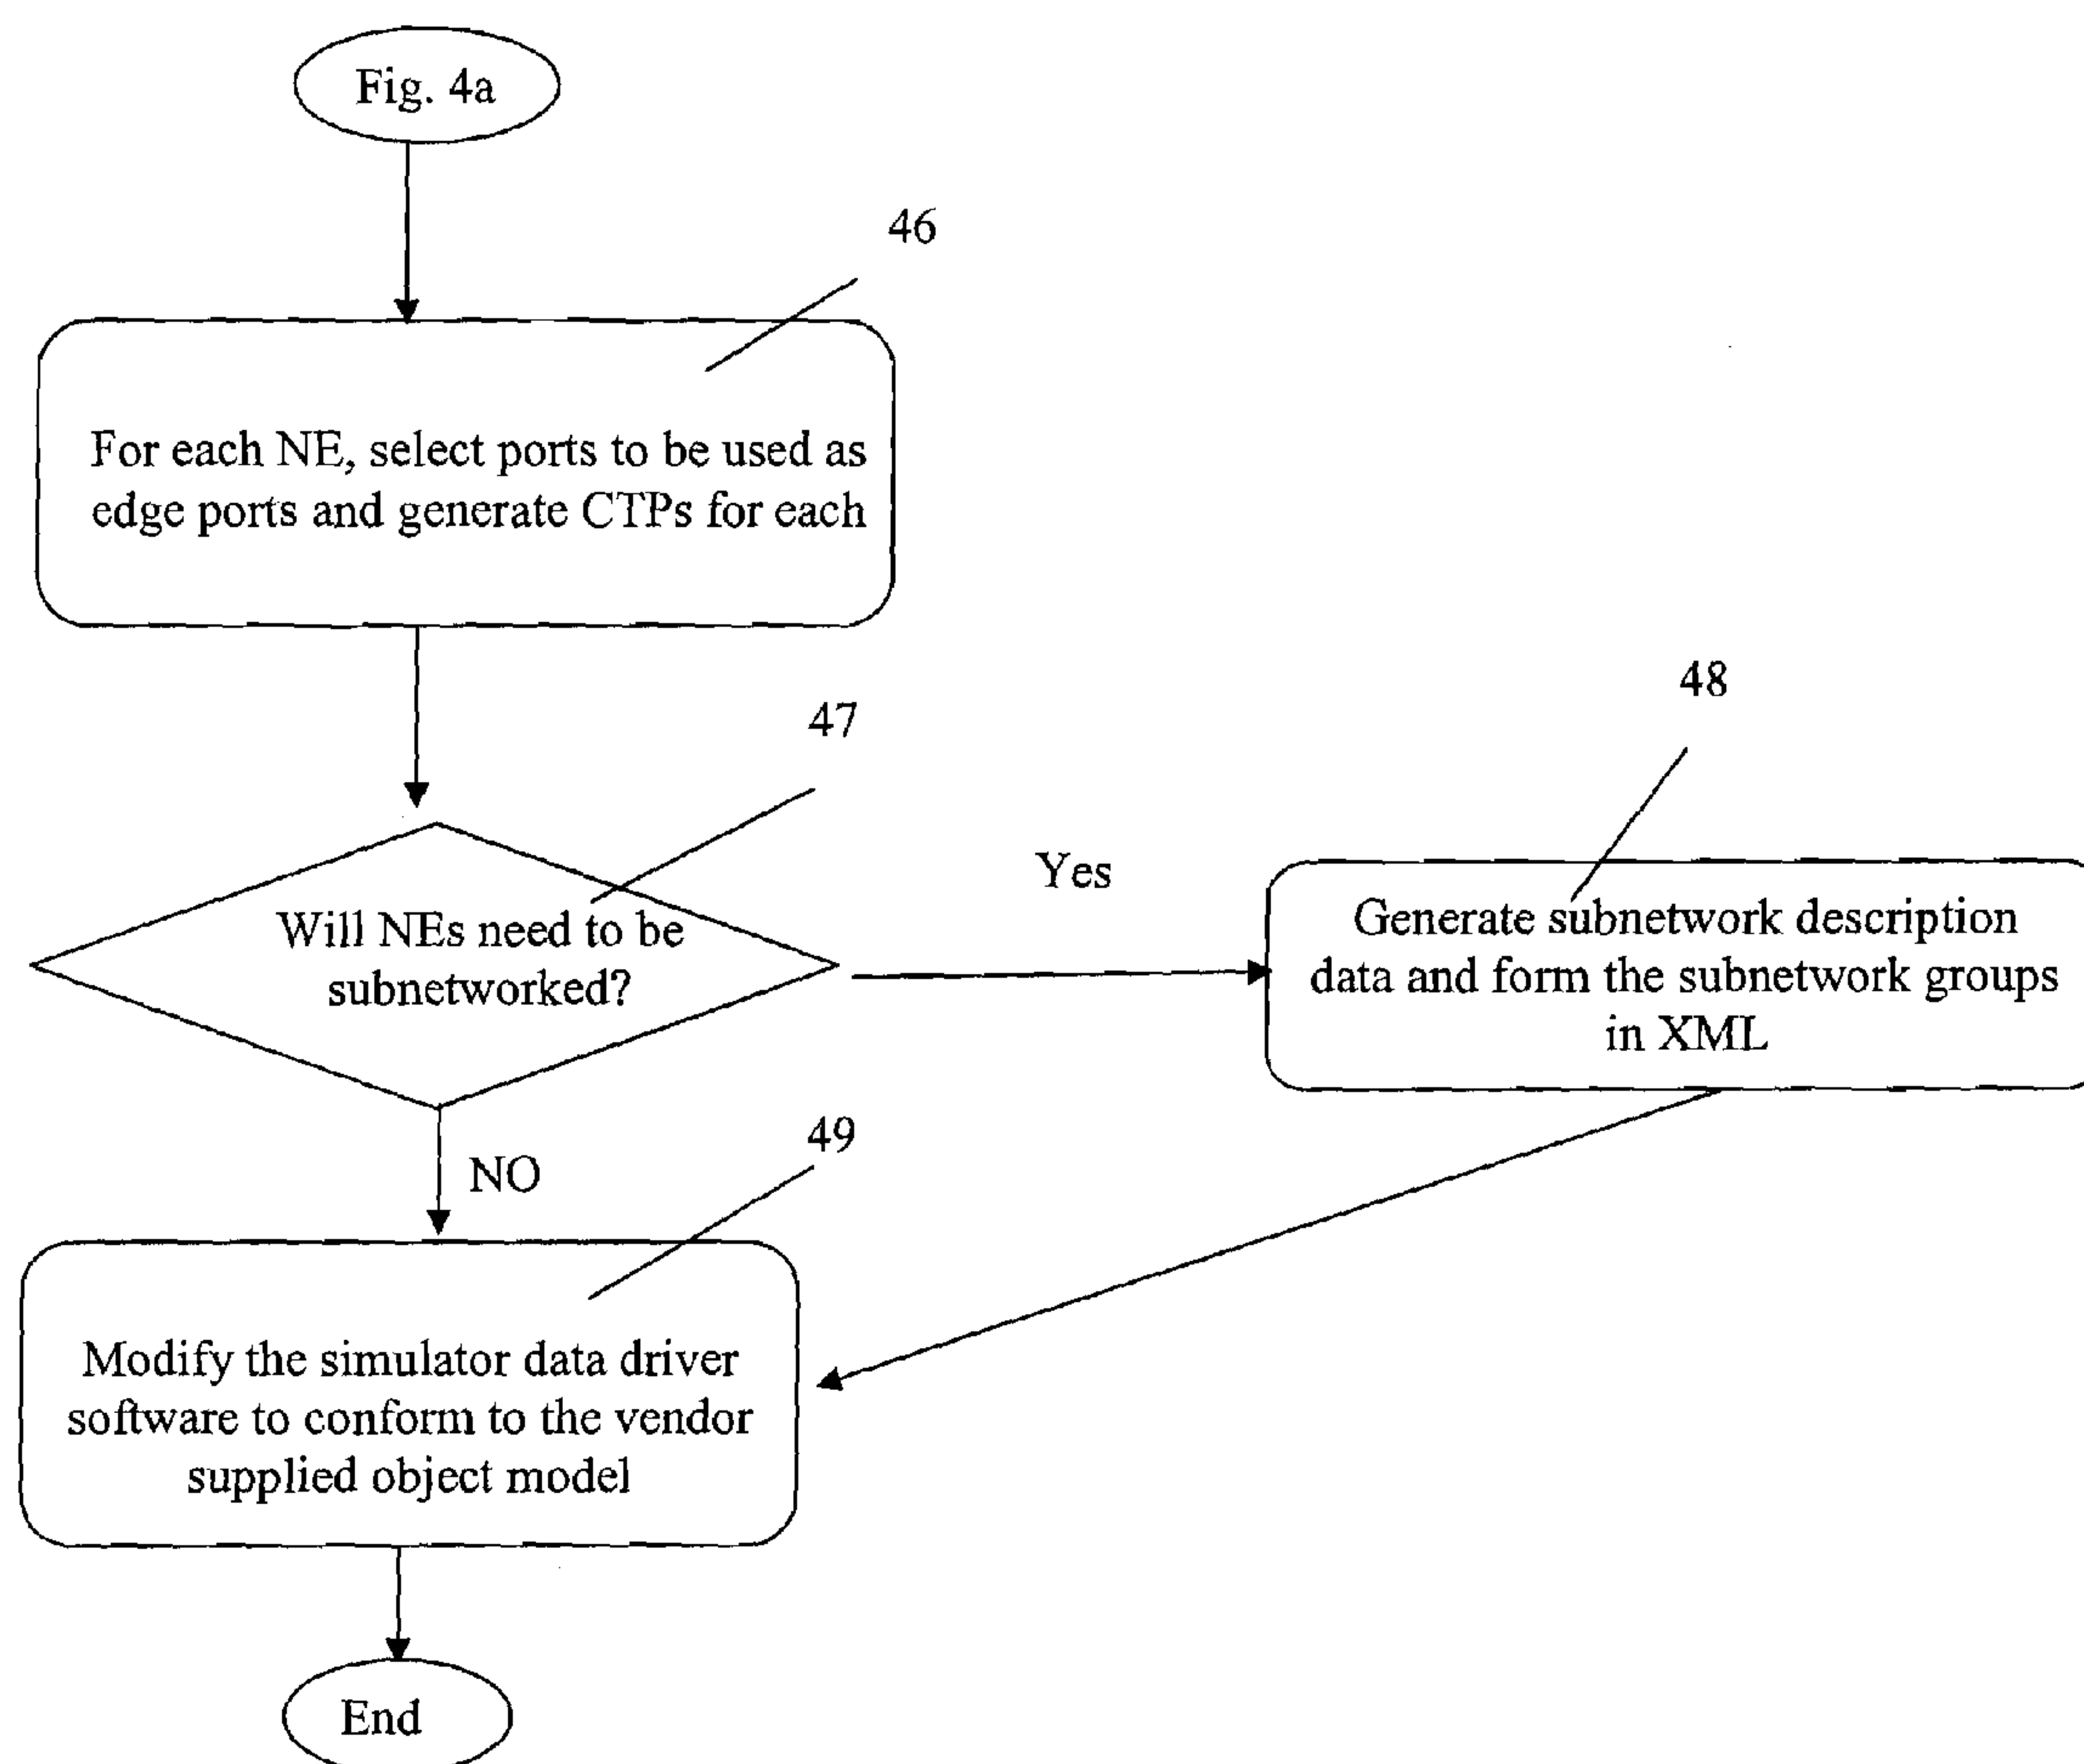 Fig. 4a
46
For each NE, select ports to be used as
edge ports and generate CTPs for each
47
Will NEs need to be
subnetworked?
Yes
48
Generate subnetwork description
data and form the subnetwork groups
in XML
NO
49
Modify the simulator data driver
software to conform to the vendor
supplied object model
End